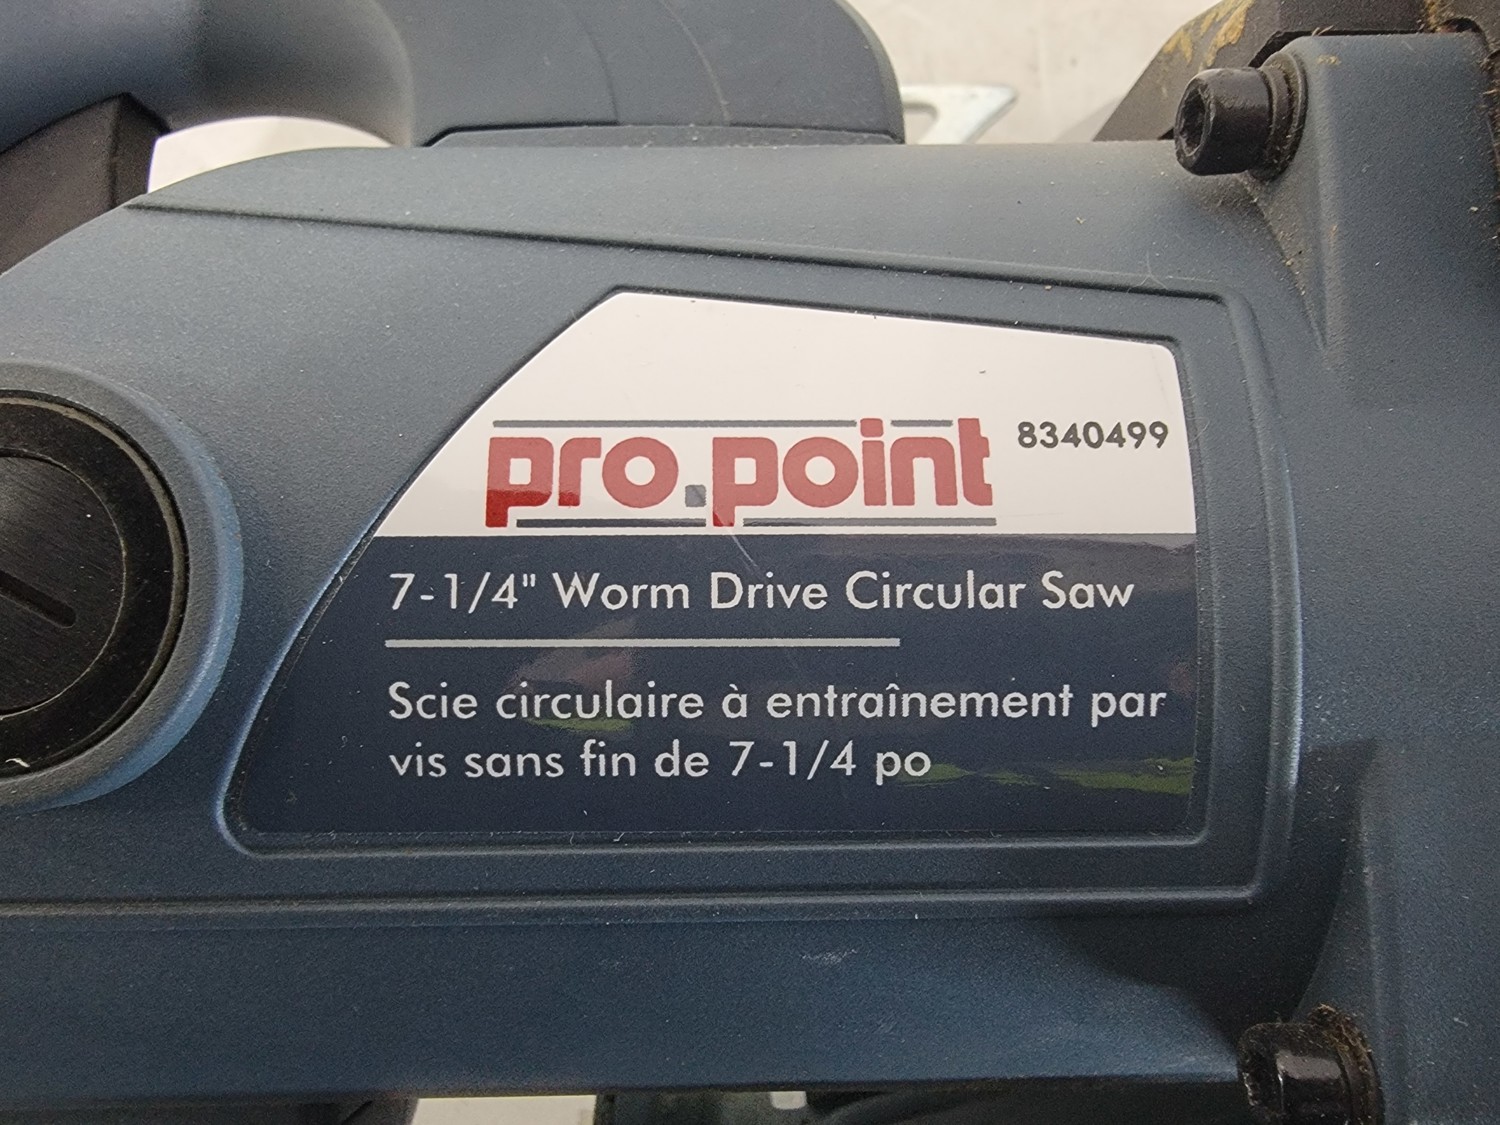 pro.point 8340499
7-1/4" Worm Drive Circular Saw
Scie circulaire à entraînement par
vis sans fin de 7-1/4 po